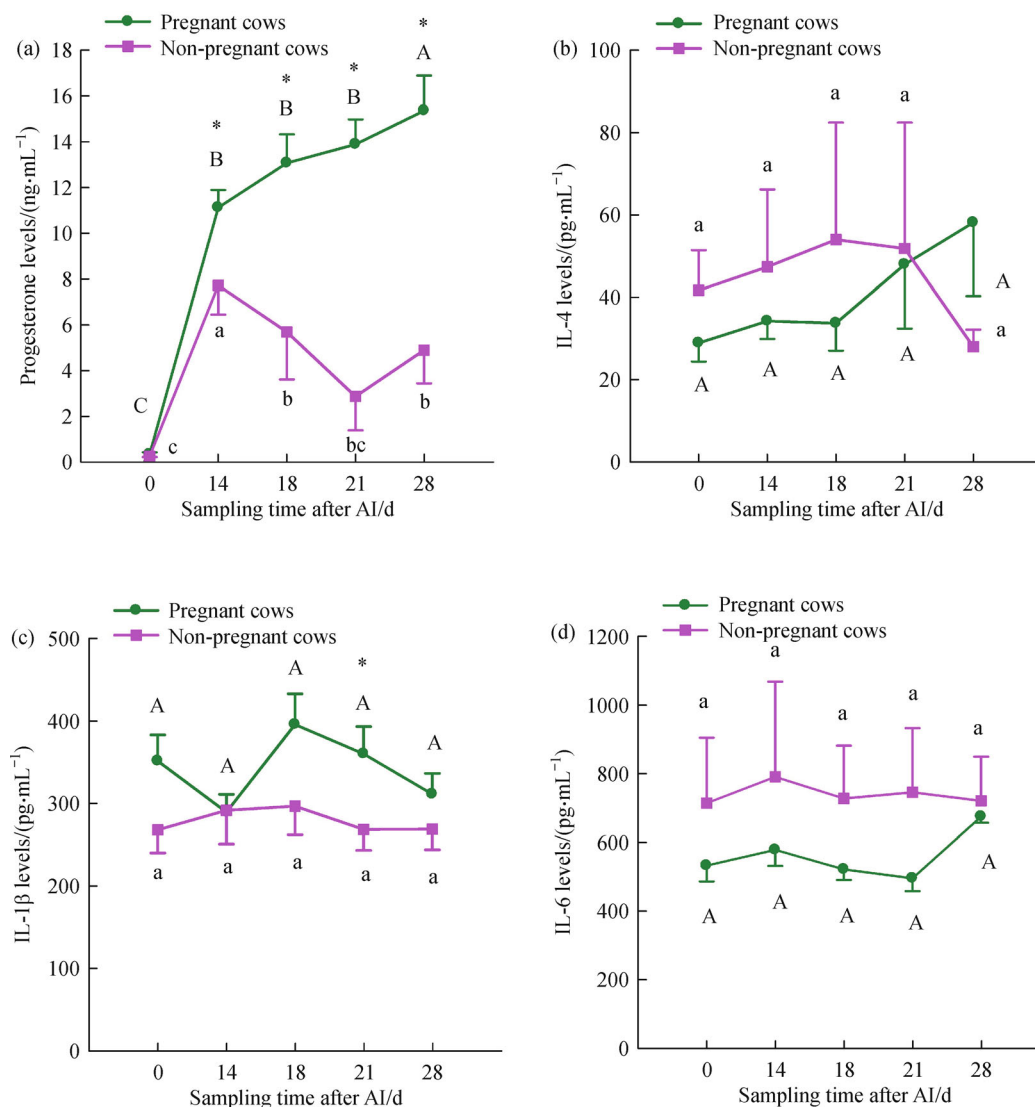 (a)
Pregnant cows
Non-pregnant cows
Progesterone levels/(ng·mL⁻¹)
18
16
14
12
10
8
6
4
2
0
C
c
*
B
a
*
B
b
*
B
bc
*
A
b
0 14 18 21 28
Sampling time after AI/d
(b)
Pregnant cows
Non-pregnant cows
IL-4 levels/(pg·mL⁻¹)
100
80
60
40
20
0
a
a
a
a
A
a
A
A
A
A
0 14 18 21 28
Sampling time after AI/d
(c)
Pregnant cows
Non-pregnant cows
IL-1β levels/(pg·mL⁻¹)
500
400
300
200
100
0
A
A
A
*
A
A
a
a
a
a
a
0 14 18 21 28
Sampling time after AI/d
(d)
Pregnant cows
Non-pregnant cows
IL-6 levels/(pg·mL⁻¹)
1200
1000
800
600
400
200
0
a
a
a
a
a
A
A
A
A
A
0 14 18 21 28
Sampling time after AI/d